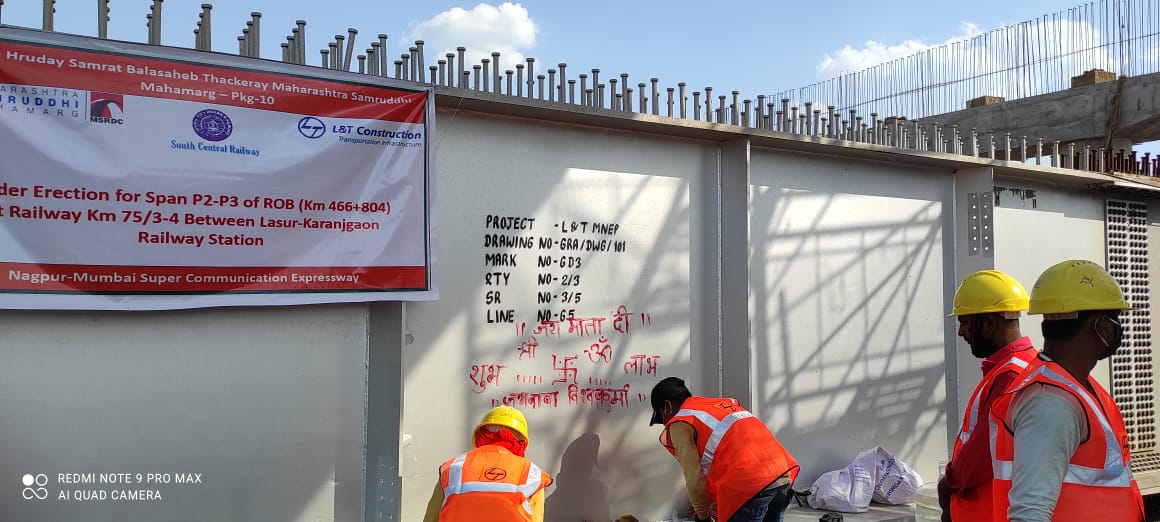 Hruday Samrat Balasaheb Thackeray Maharashtra Samruddhi
Mahamarg – Pkg-10
MSRDC
South Central Railway
L&T Construction
Transportation Infrastructure
Erection for Span P2-P3 of ROB (Km 466+804)
Railway Km 75/3-4 Between Lasur-Karanjgaon
Railway Station
Nagpur-Mumbai Super Communication Expressway
PROJECT - L&T MNEP
DRAWING NO-GRA/DWG/101
MARK NO-GD3
RTY NO-2/3
SR NO-3/5
LINE NO-G5
॥ जय माता दी ॥
श्री ॐ
शुभ 卐 लाभ
॥ जयबाबा विश्वकर्मा ॥
REDMI NOTE 9 PRO MAX
AI QUAD CAMERA